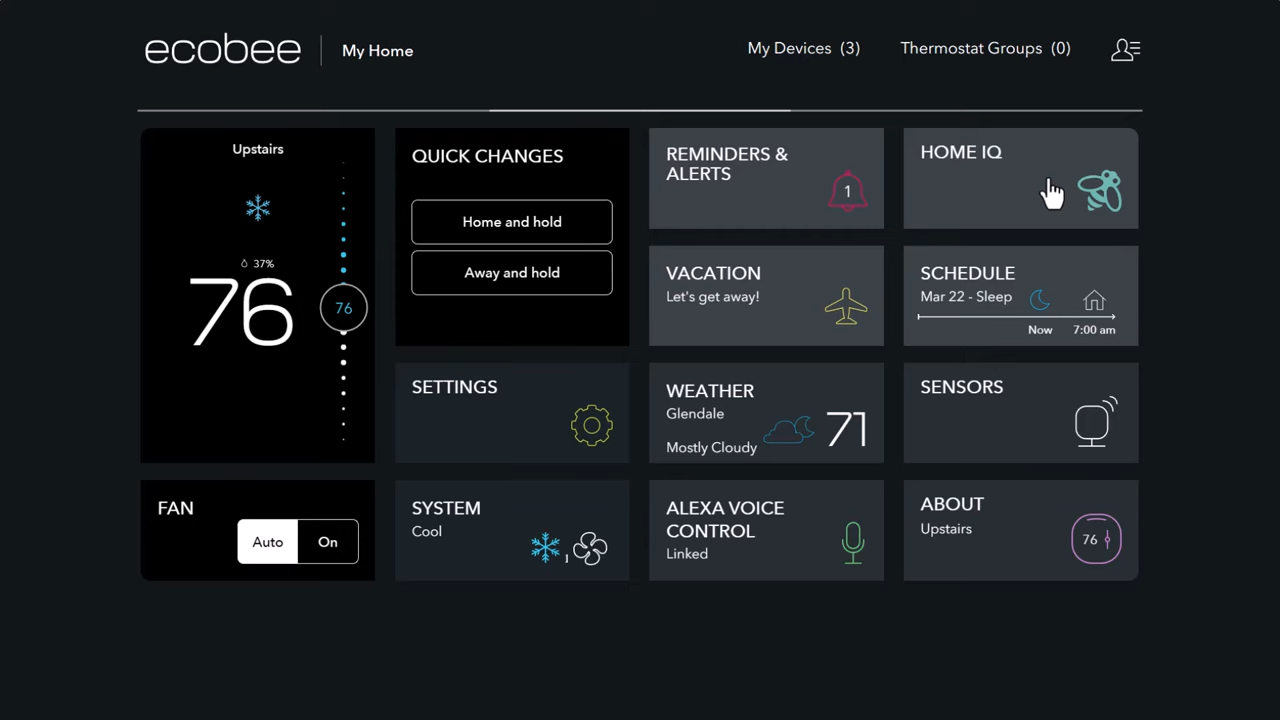 ecobee
My Home
My Devices (3)
Thermostat Groups (0)
Upstairs
37%
76
76
QUICK CHANGES
Home and hold
Away and hold
REMINDERS &
ALERTS
1
HOME IQ
VACATION
Let's get away!
SCHEDULE
Mar 22 - Sleep
Now
7:00 am
SETTINGS
WEATHER
Glendale
Mostly Cloudy
71
SENSORS
FAN
Auto
On
SYSTEM
Cool
1
ALEXA VOICE
CONTROL
Linked
ABOUT
Upstairs
76